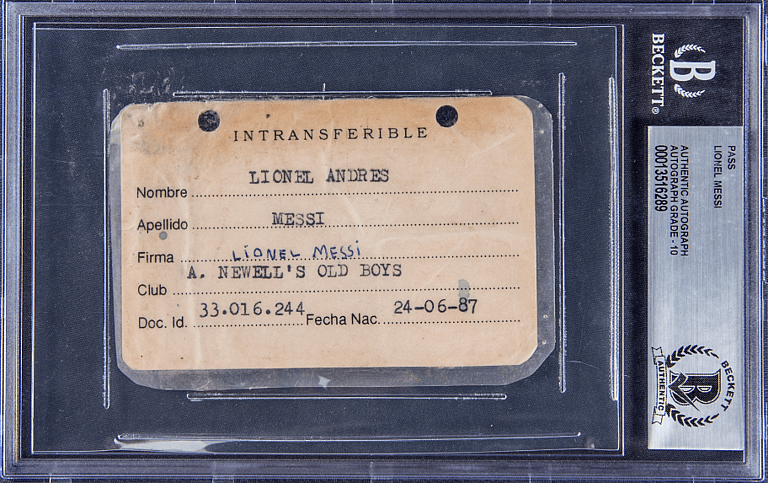 INTRANSFERIBLE
LIONEL ANDRES
Nombre
Apellido MESSI
Firma LiONEL MESSi
A. NEWELL'S OLD BOYS
Club
Doc. Id. 33.016.244 Fecha Nac. 24-06-87
BECKETT®
B
PASS
LIONEL MESSI
AUTHENTIC AUTOGRAPH
AUTOGRAPH GRADE - 10
00013516289
BECKETT
B
AUTHENTIC